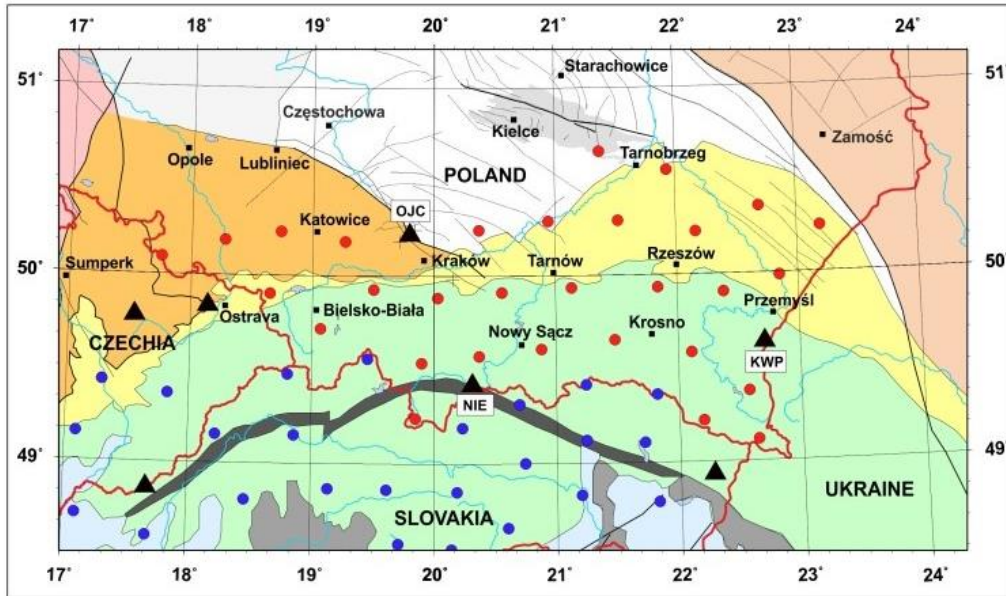 17° 18° 19° 20° 21° 22° 23° 24°
51° 51°
Starachowice
Częstochowa
Kielce
Zamość
Opole
Lubliniec
Tarnobrzeg
POLAND
OJC
Katowice
Sumperk
Kraków
Tarnów
Rzeszów
50° 50°
Ostrava
Bielsko-Biała
Przemyśl
CZECHIA
Nowy Sącz
Krosno
KWP
NIE
49° 49°
UKRAINE
SLOVAKIA
17° 18° 19° 20° 21° 22° 23° 24°